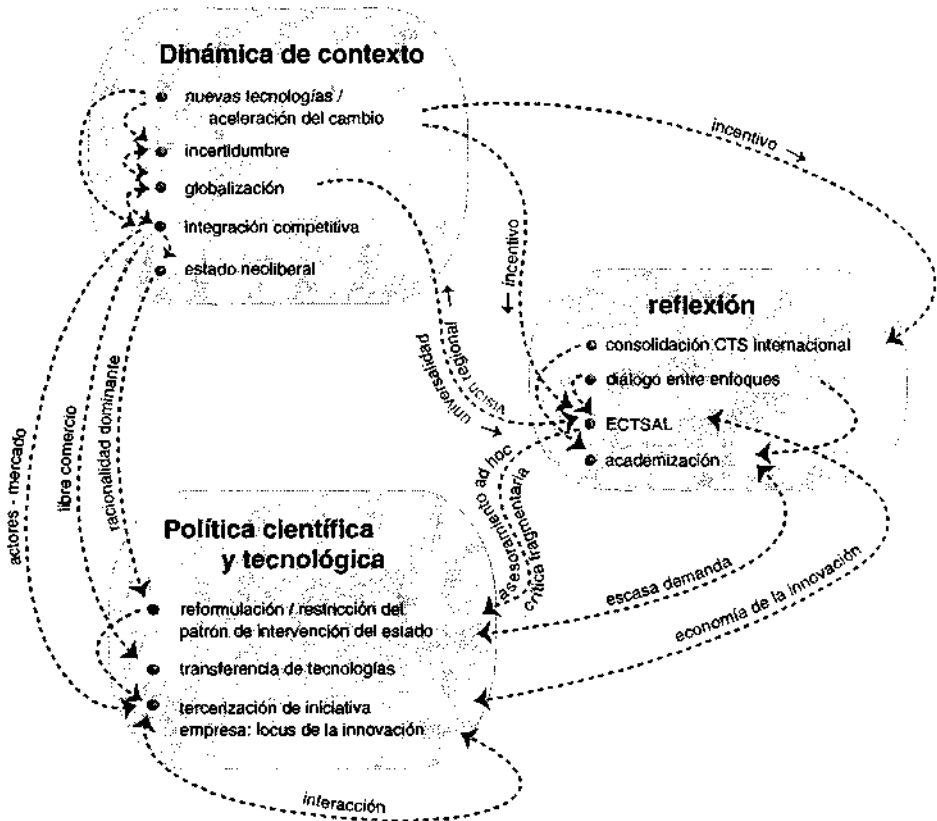 Dinámica de contexto
nuevas tecnologías /
aceleración del cambio
incertidumbre
globalización
integración competitiva
estado neoliberal
incentivo →
← incentivo
reflexión
consolidación CTS internacional
diálogo entre enfoques
ECTSAL
academización
← visión regional
universalidad →
actores - mercado
libre comercio
racionalidad dominante
asesoramiento ad hoc
crítica fragmentaria
Política científica
y tecnológica
reformulación / restricción del
patrón de intervención del estado
transferencia de tecnologías
tercerización de iniciativa
empresa: locus de la innovación
escasa demanda
economía de la innovación
interacción